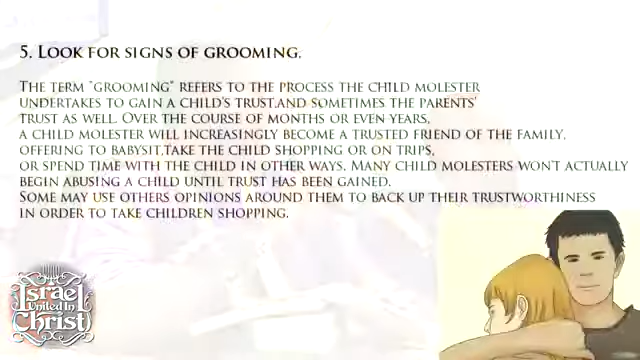 5. Look for signs of grooming.
The term "grooming" refers to the process the child molester
undertakes to gain a child's trust,and sometimes the parents'
trust as well. Over the course of months or even years,
a child molester will increasingly become a trusted friend of the family,
offering to babysit,take the child shopping or on trips,
or spend time with the child in other ways. Many child molesters won't actually
begin abusing a child until trust has been gained.
Some may use others opinions around them to back up their trustworthiness
in order to take children shopping.
Israel
United In
Christ